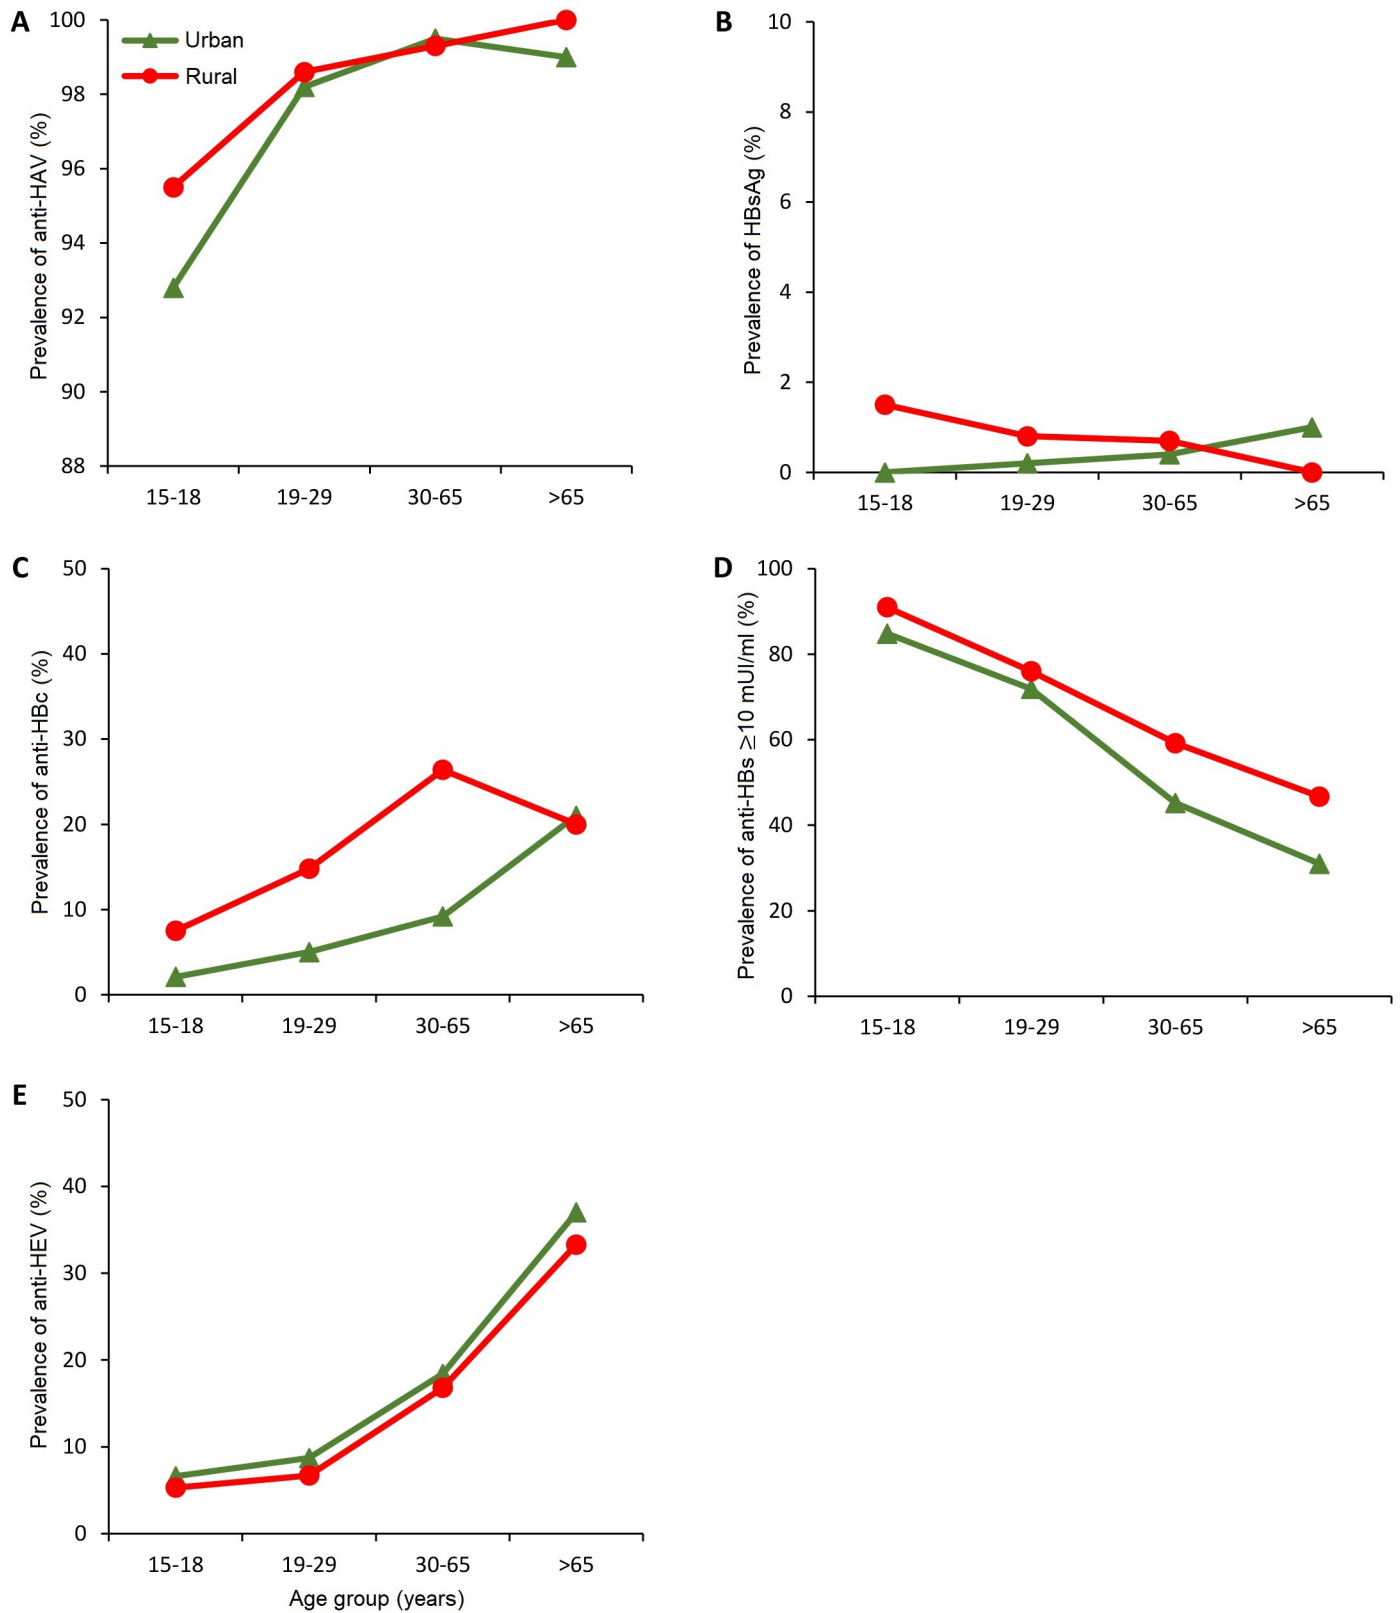 A
Prevalence of anti-HAV (%)
100
98
96
94
92
90
88
Urban
Rural
15-18 19-29 30-65 >65
B
Prevalence of HBsAg (%)
10
8
6
4
2
0
15-18 19-29 30-65 >65
C
Prevalence of anti-HBc (%)
50
40
30
20
10
0
15-18 19-29 30-65 >65
D
Prevalence of anti-HBs ≥10 mUI/ml (%)
100
80
60
40
20
0
15-18 19-29 30-65 >65
E
Prevalence of anti-HEV (%)
50
40
30
20
10
0
15-18 19-29 30-65 >65
Age group (years)